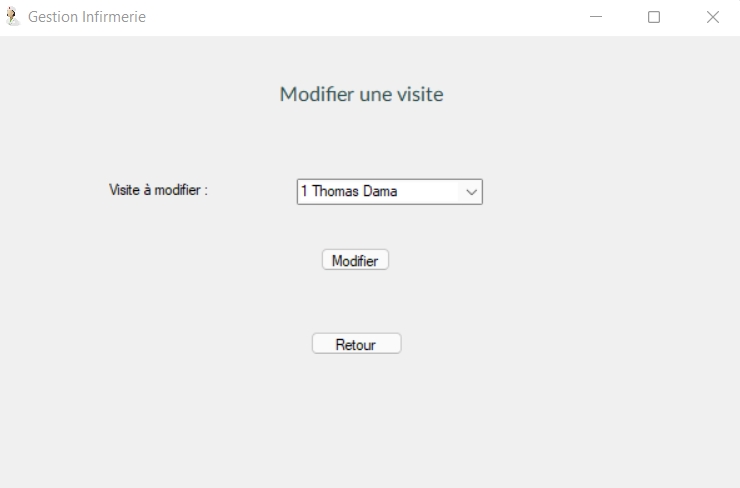 Gestion Infirmerie
Modifier une visite
Visite à modifier :
1 Thomas Dama
Modifier
Retour